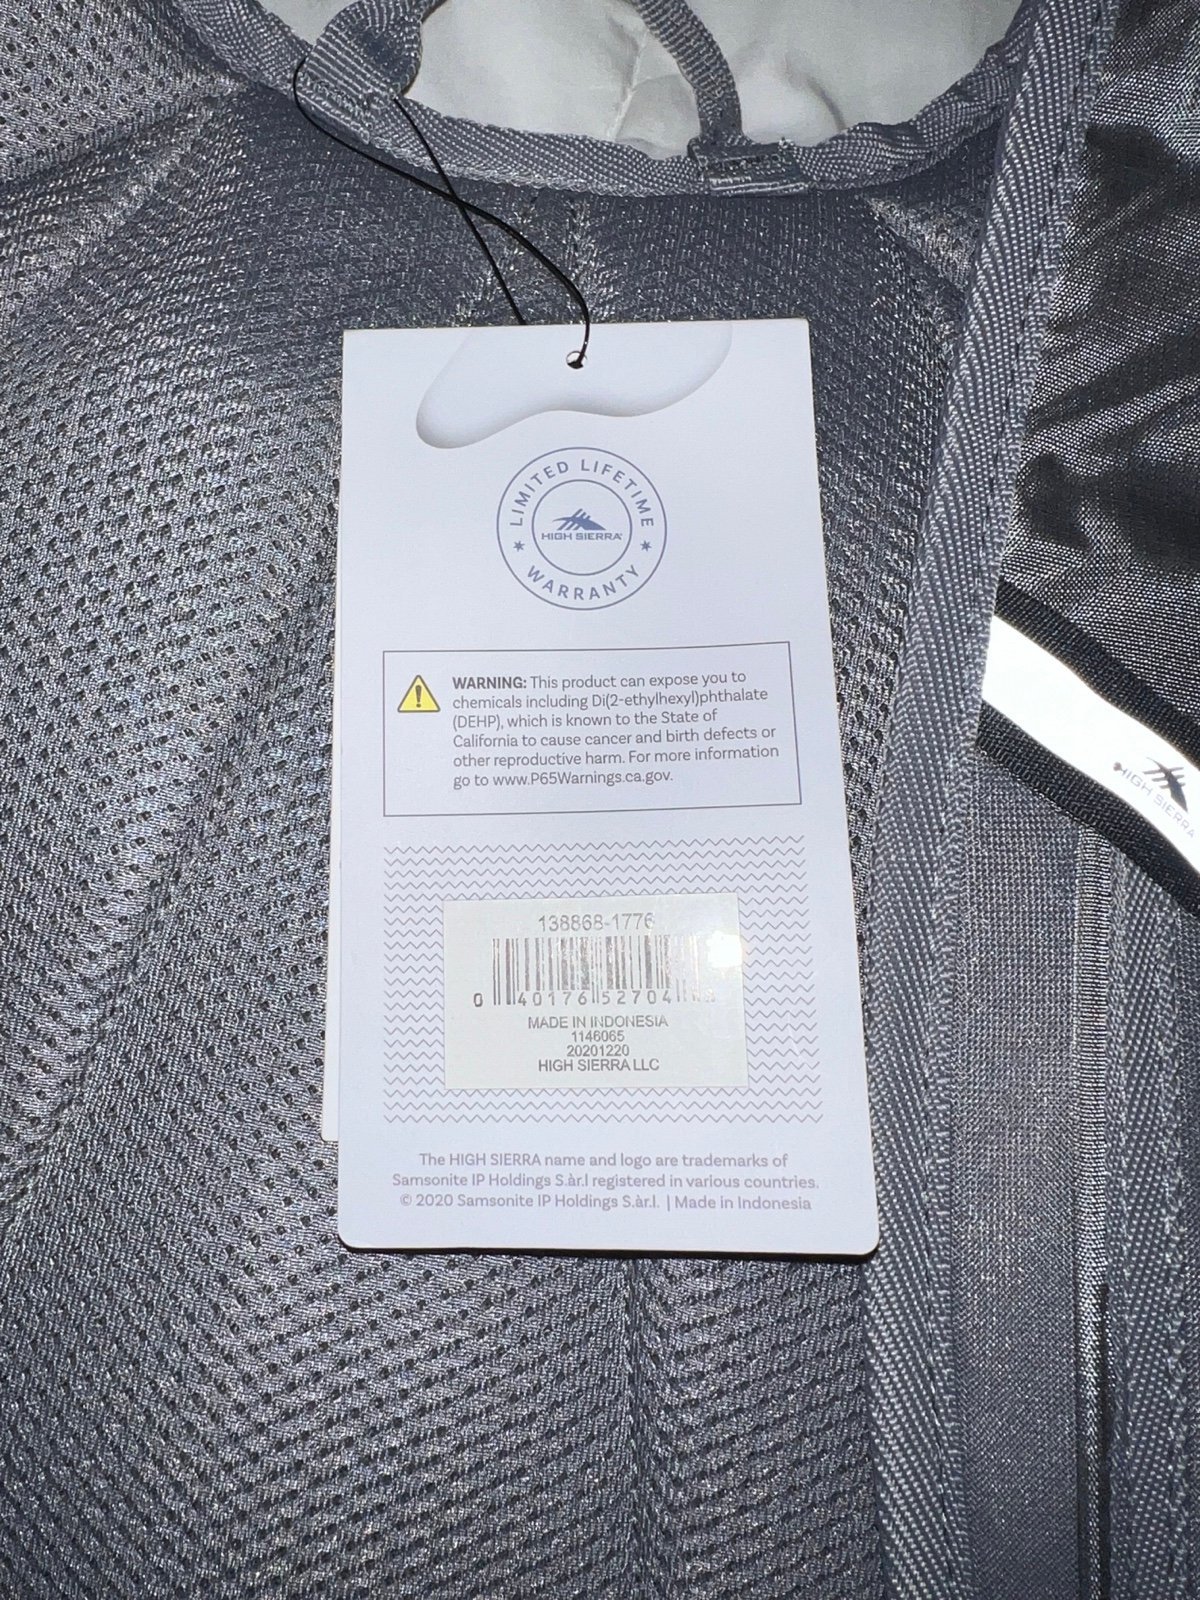 LIMITED LIFETIME
HIGH SIERRA
WARRANTY
WARNING: This product can expose you to
chemicals including Di(2-ethylhexyl)phthalate
(DEHP), which is known to the State of
California to cause cancer and birth defects or
other reproductive harm. For more information
go to www.P65Warnings.ca.gov.
HIGH SIERRA
138868-1776
0 40176 52704
MADE IN INDONESIA
1146065
20201220
HIGH SIERRA LLC
The HIGH SIERRA name and logo are trademarks of
Samsonite IP Holdings S.àr.l registered in various countries.
© 2020 Samsonite IP Holdings S.àr.l. | Made in Indonesia